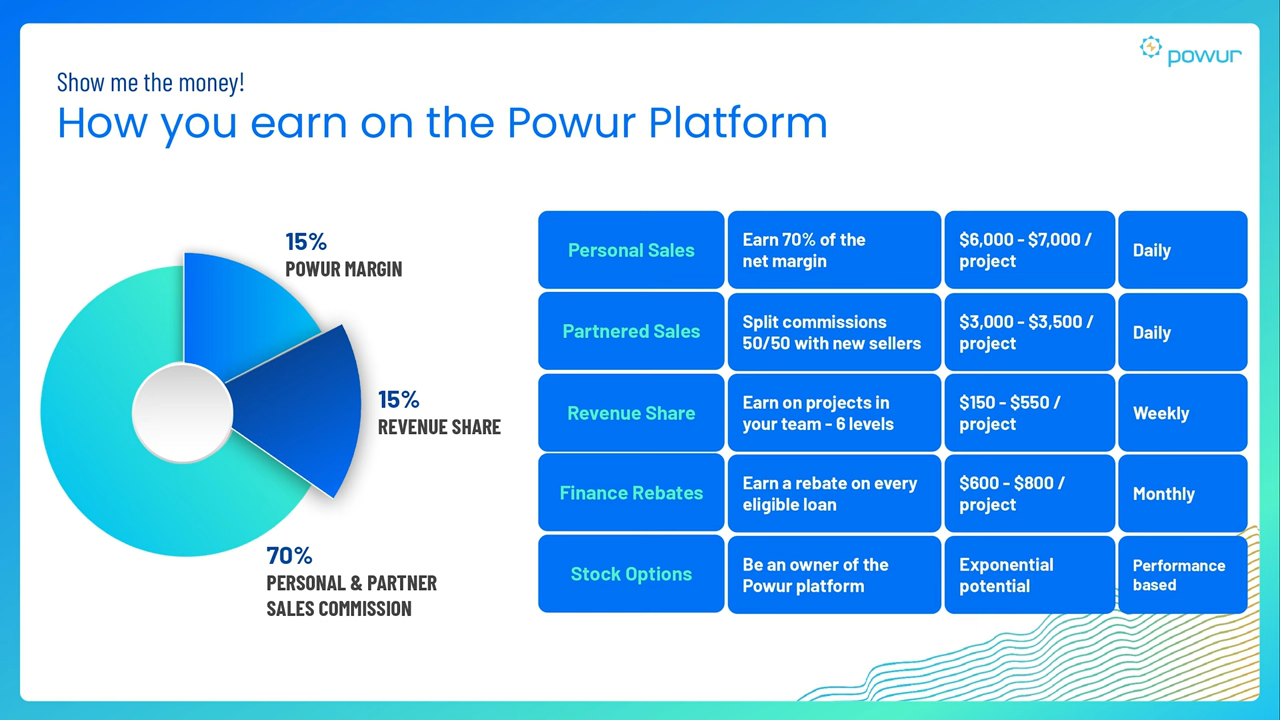 powur
Show me the money!
How you earn on the Powur Platform
15%
POWUR MARGIN
15%
REVENUE SHARE
70%
PERSONAL & PARTNER
SALES COMMISSION
Personal Sales
Earn 70% of the
net margin
$6,000 - $7,000 /
project
Daily
Partnered Sales
Split commissions
50/50 with new sellers
$3,000 - $3,500 /
project
Daily
Revenue Share
Earn on projects in
your team - 6 levels
$150 - $550 /
project
Weekly
Finance Rebates
Earn a rebate on every
eligible loan
$600 - $800 /
project
Monthly
Stock Options
Be an owner of the
Powur platform
Exponential
potential
Performance
based